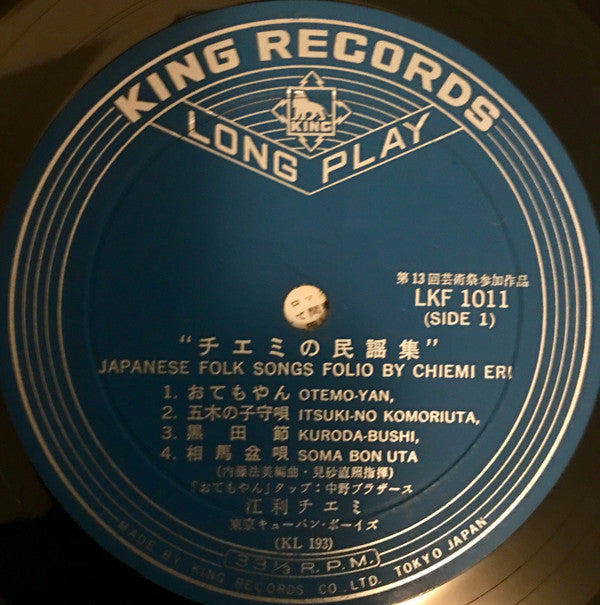 KING RECORDS
KING
LONG PLAY
第13回芸術祭参加作品
LKF 1011
(SIDE 1)
“チエミの民謡集”
JAPANESE FOLK SONGS FOLIO BY CHIEMI ERI
1. おてもやん OTEMO-YAN,
2. 五木の子守唄 ITSUKI-NO KOMORIUTA,
3. 黒田節 KURODA-BUSHI,
4. 相馬盆唄 SOMA BON UTA
(内藤法美編曲・見砂直照指揮)
「おてもやん」タップ：中野ブラザース
江利チエミ
東京キューバン・ボーイズ
(KL 193)
33⅓ R.P.M.
MADE BY KING RECORDS CO., LTD. TOKYO JAPAN